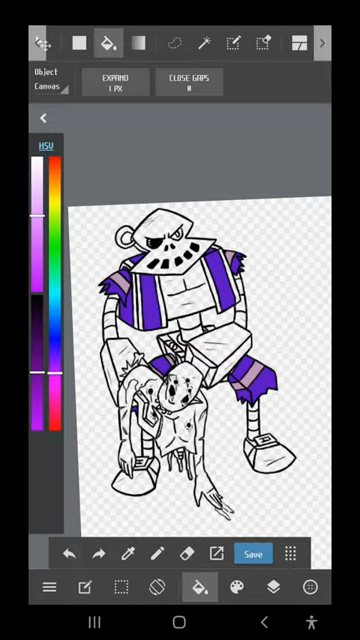 Object
Canvas
EXPAND
1 PX
CLOSE GAPS
0
HSV
Save